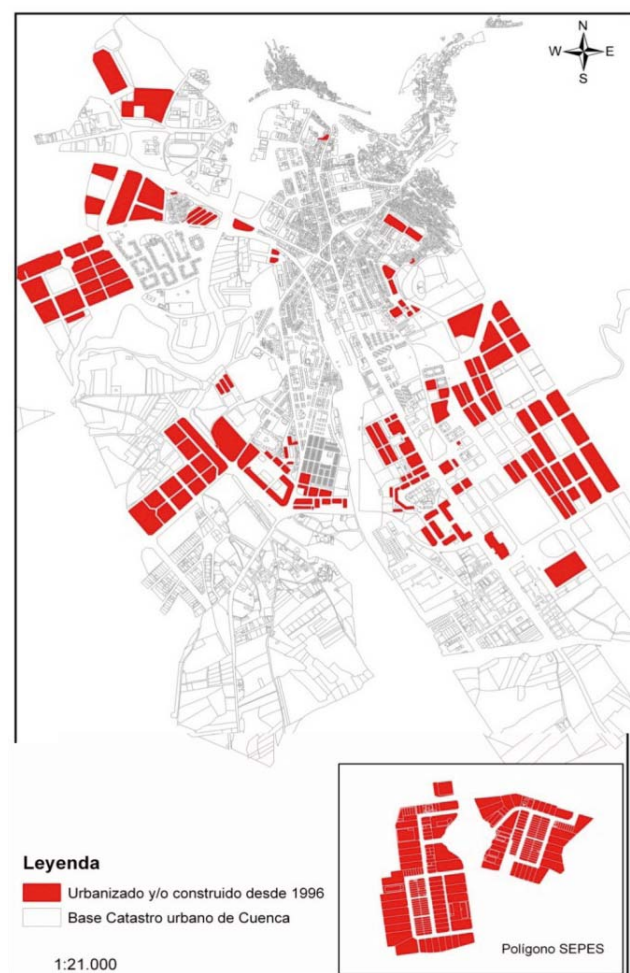 N
W E
S
Leyenda
Urbanizado y/o construido desde 1996
Base Catastro urbano de Cuenca
1:21.000
Polígono SEPES